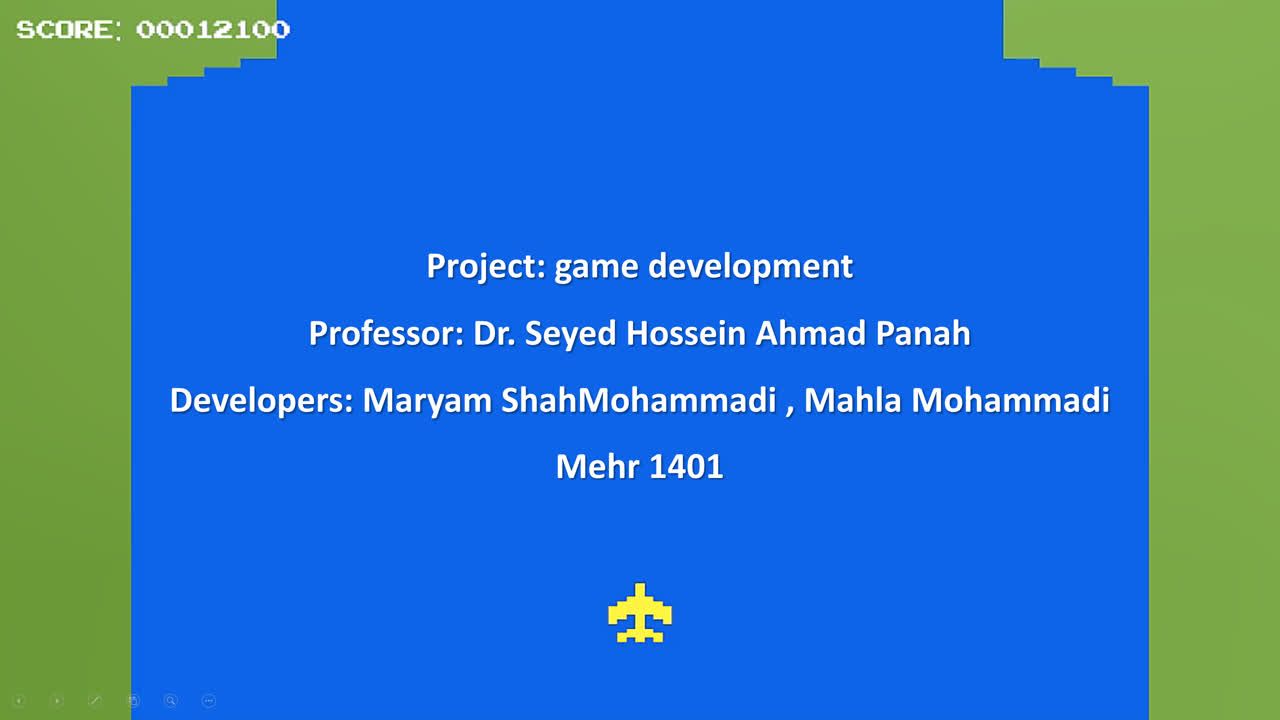 SCORE: 00012100
Project: game development
Professor: Dr. Seyed Hossein Ahmad Panah
Developers: Maryam ShahMohammadi , Mahla Mohammadi
Mehr 1401